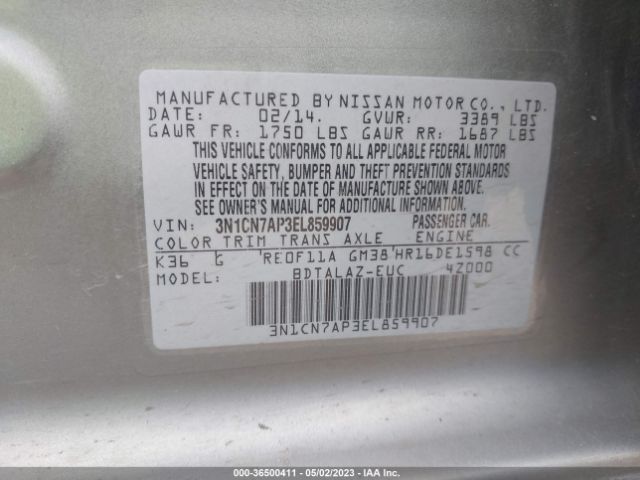 MANUFACTURED BY NISSAN MOTOR CO., LTD.
DATE: 02/14. GVWR: 3389 LBS
GAWR FR: 1750 LBS GAWR RR: 1687 LBS
THIS VEHICLE CONFORMS TO ALL APPLICABLE FEDERAL MOTOR
VEHICLE SAFETY, BUMPER AND THEFT PREVENTION STANDARDS
IN EFFECT ON THE DATE OF MANUFACTURE SHOWN ABOVE.
SEE OWNER'S MANUAL FOR ADDITIONAL INFORMATION
VIN: 3N1CN7AP3EL859907 PASSENGER CAR.
COLOR TRIM TRANS AXLE ENGINE
K36 G 'RE0F11A GM38'HR16DE1598 CC
MODEL: BDTALAZ-EUC 42000
3N1CN7AP3EL859907
000-36500411 - 05/02/2023 - IAA Inc.